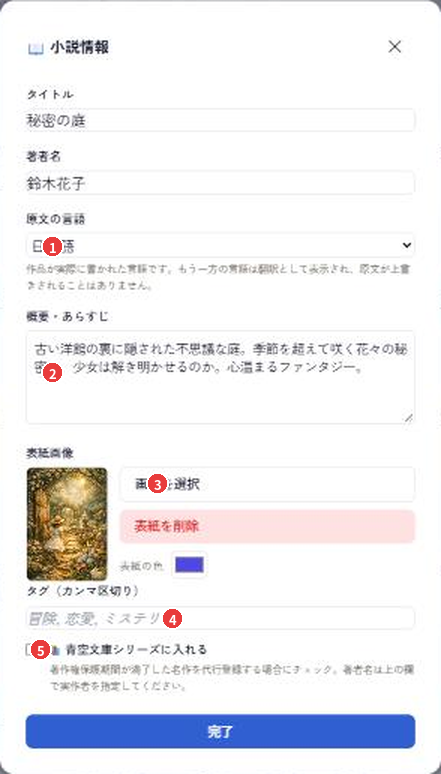 小説情報
タイトル
秘密の庭
著者名
鈴木花子
原文の言語
日 1 語
作品が実際に書かれた言語です。もう一方の言語は翻訳として表示され、原文が上書
きされることはありません。
概要・あらすじ
古い洋館の裏に隠された不思議な庭。季節を超えて咲く花々の秘
密 2 少女は解き明かせるのか。心温まるファンタジー。
表紙画像
画 3 を選択
表紙を削除
表紙の色
タグ（カンマ区切り）
冒険, 恋愛, ミステリ 4
5 青空文庫シリーズに入れる
著作権保護期間が満了した名作を代行登録する場合にチェック。著者名は上の欄
で実作者を指定してください。
完了